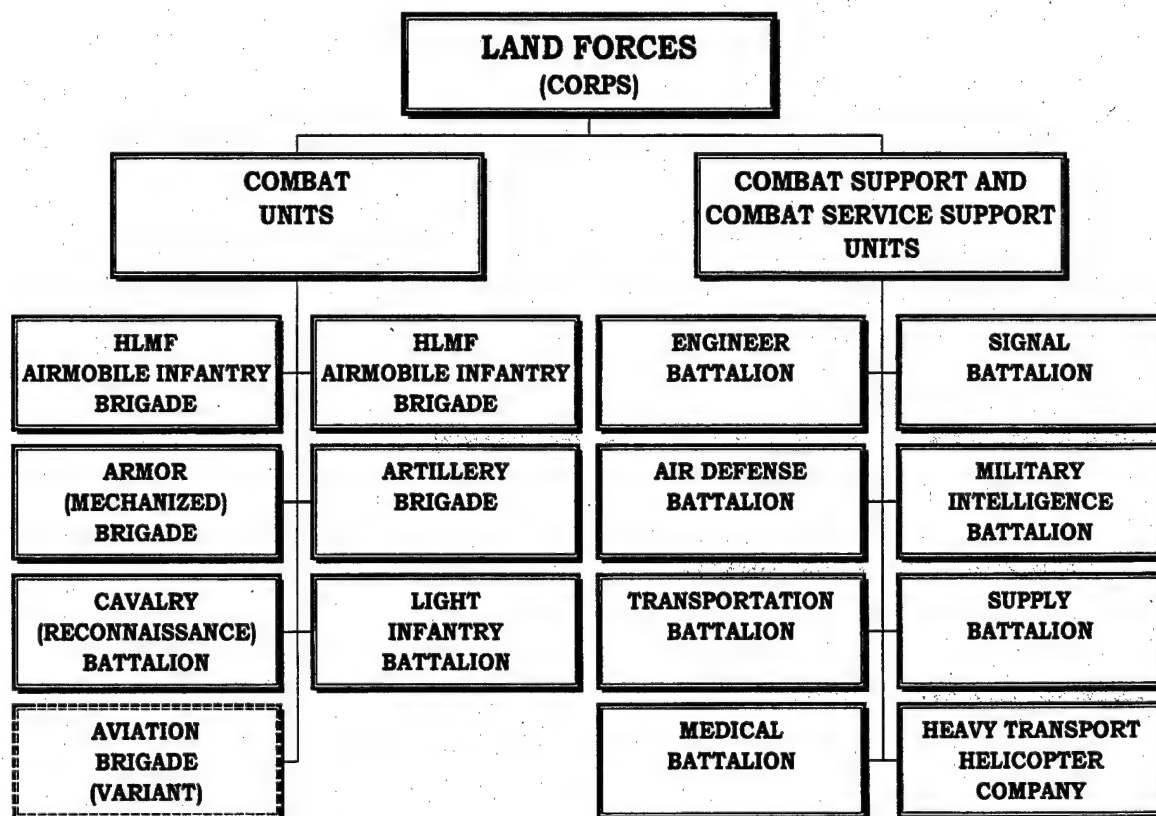 LAND FORCES
(CORPS)
COMBAT
UNITS
COMBAT SUPPORT AND
COMBAT SERVICE SUPPORT
UNITS
HLMF
AIRMOBILE INFANTRY
BRIGADE
HLMF
AIRMOBILE INFANTRY
BRIGADE
ENGINEER
BATTALION
SIGNAL
BATTALION
ARMOR
(MECHANIZED)
BRIGADE
ARTILLERY
BRIGADE
AIR DEFENSE
BATTALION
MILITARY
INTELLIGENCE
BATTALION
CAVALRY
(RECONNAISSANCE)
BATTALION
LIGHT
INFANTRY
BATTALION
TRANSPORTATION
BATTALION
SUPPLY
BATTALION
AVIATION
BRIGADE
(VARIANT)
MEDICAL
BATTALION
HEAVY TRANSPORT
HELICOPTER
COMPANY